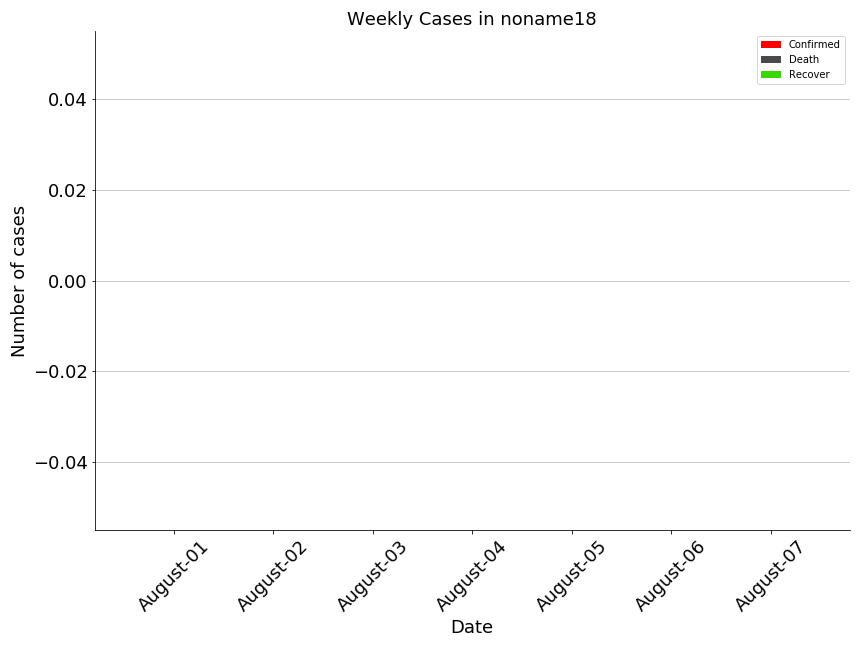 Weekly Cases in noname18
Confirmed
Death
Recover
0.04
0.02
0.00
−0.02
−0.04
Number of cases
August-01
August-02
August-03
August-04
August-05
August-06
August-07
Date